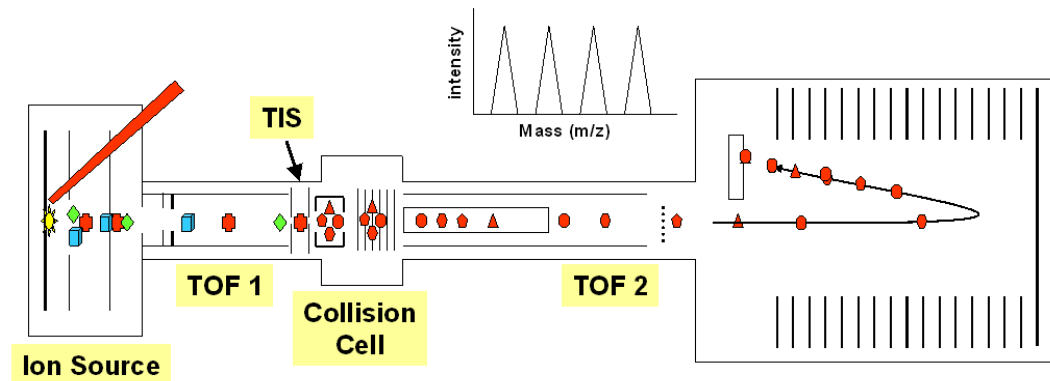 intensity
Mass (m/z)
TIS
TOF 1
Collision
Cell
TOF 2
Ion Source